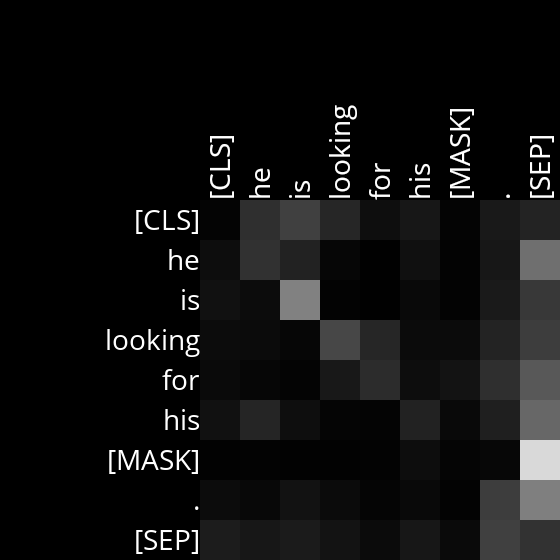 [CLS] he is looking for his [MASK] . [SEP]
[CLS]
he
is
looking
for
his
[MASK]
.
[SEP]